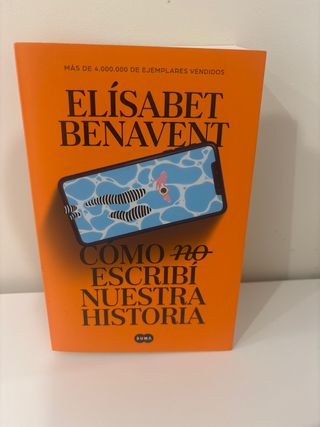 MÁS DE 4.000.000 DE EJEMPLARES VENDIDOS
ELÍSABET
BENAVENT
CÓMO no
ESCRIBÍ
NUESTRA
HISTORIA
SUMA